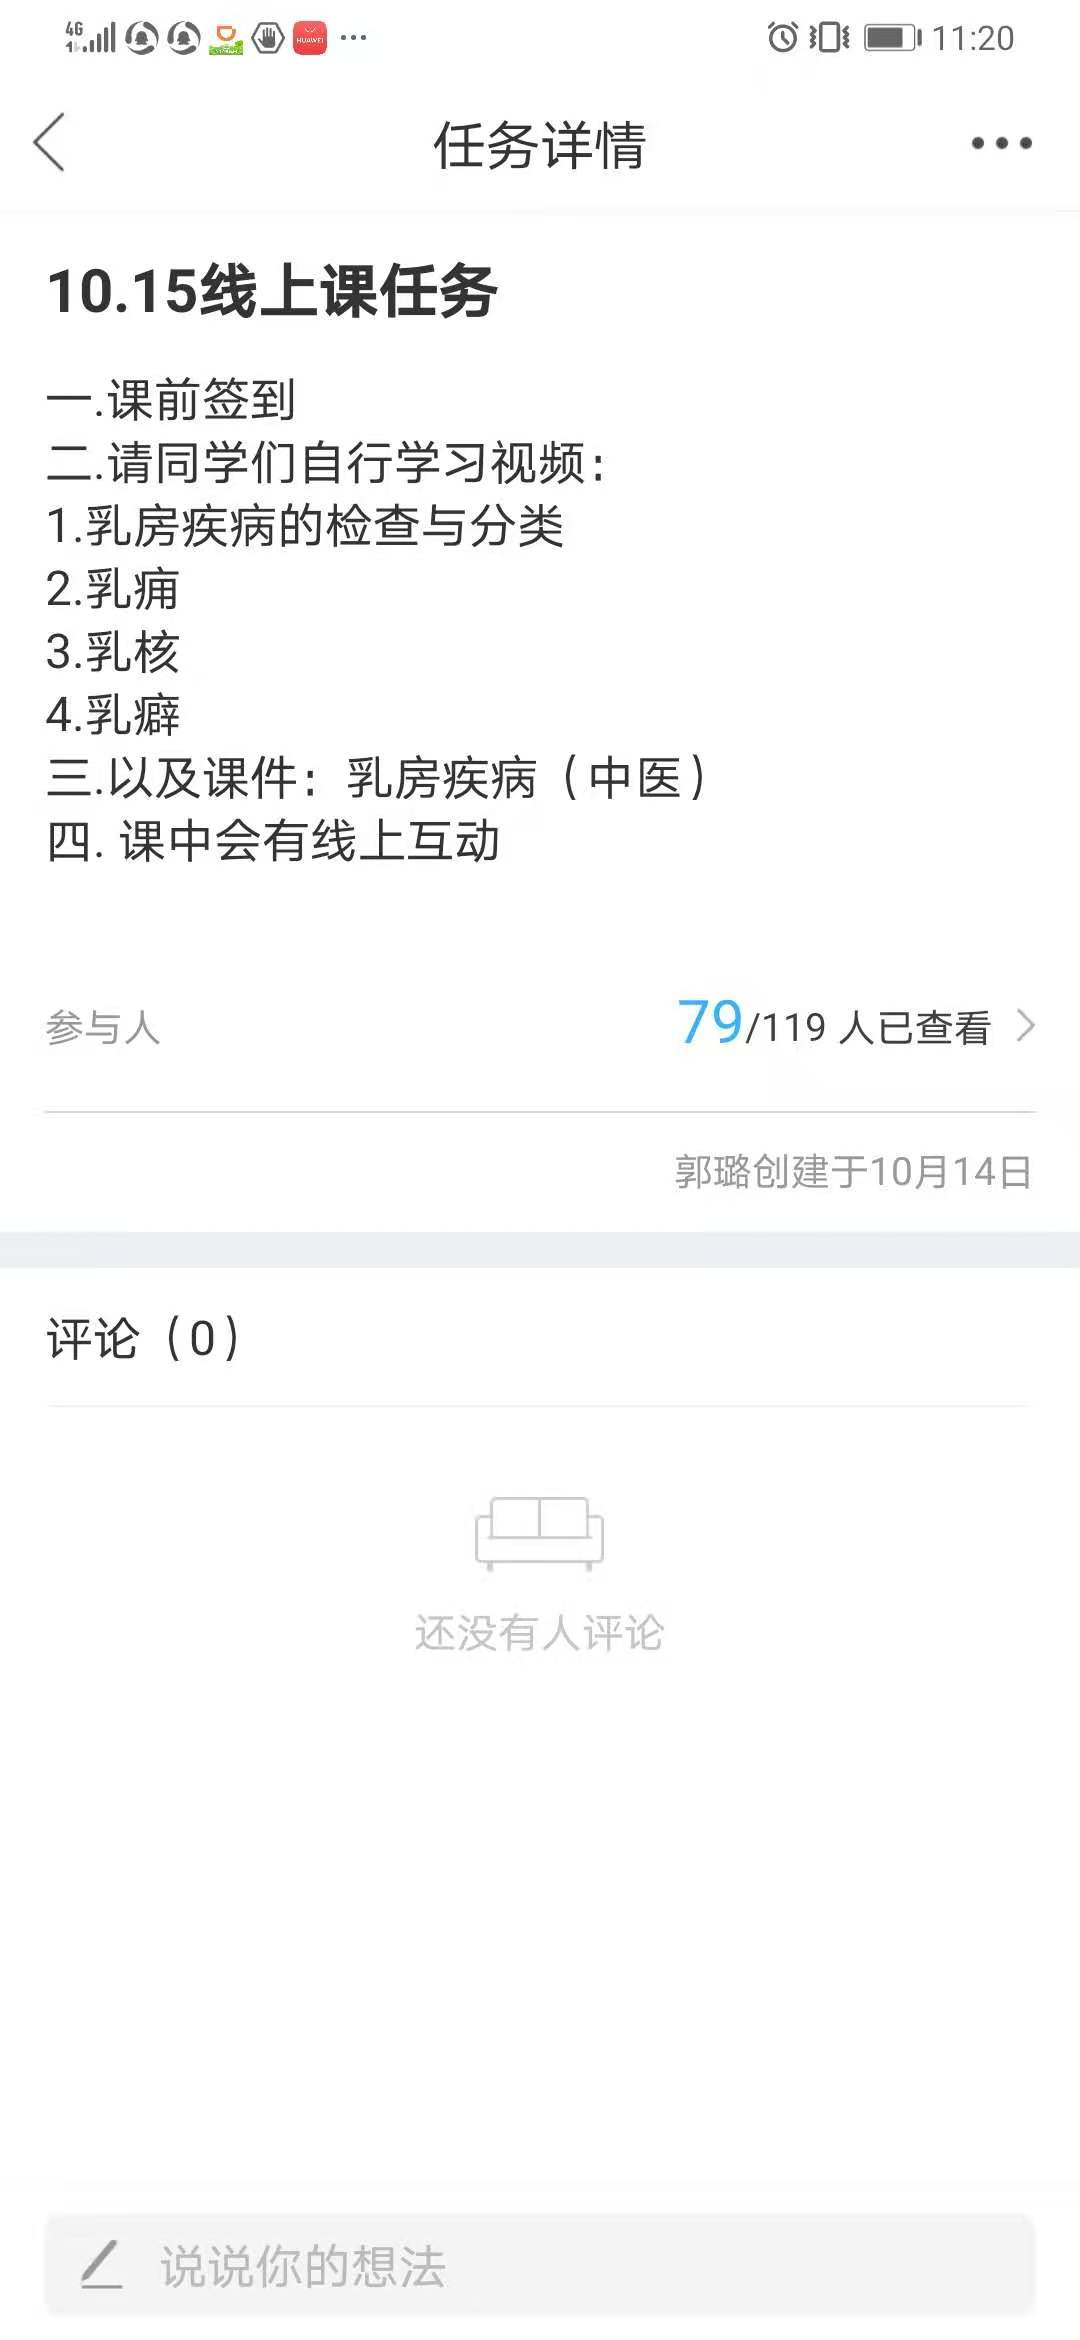 4G
11:20
任务详情
10.15线上课任务
一.课前签到
二.请同学们自行学习视频：
1.乳房疾病的检查与分类
2.乳痈
3.乳核
4.乳癖
三.以及课件：乳房疾病（中医）
四. 课中会有线上互动
参与人
79/119 人已查看
郭璐创建于10月14日
评论（0）
还没有人评论
说说你的想法